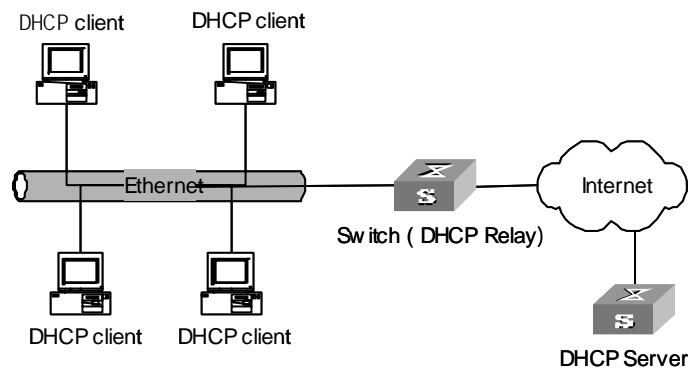 DHCP client
DHCP client
Ethernet
Internet
S
Switch ( DHCP Relay)
S
DHCP client
DHCP client
DHCP Server